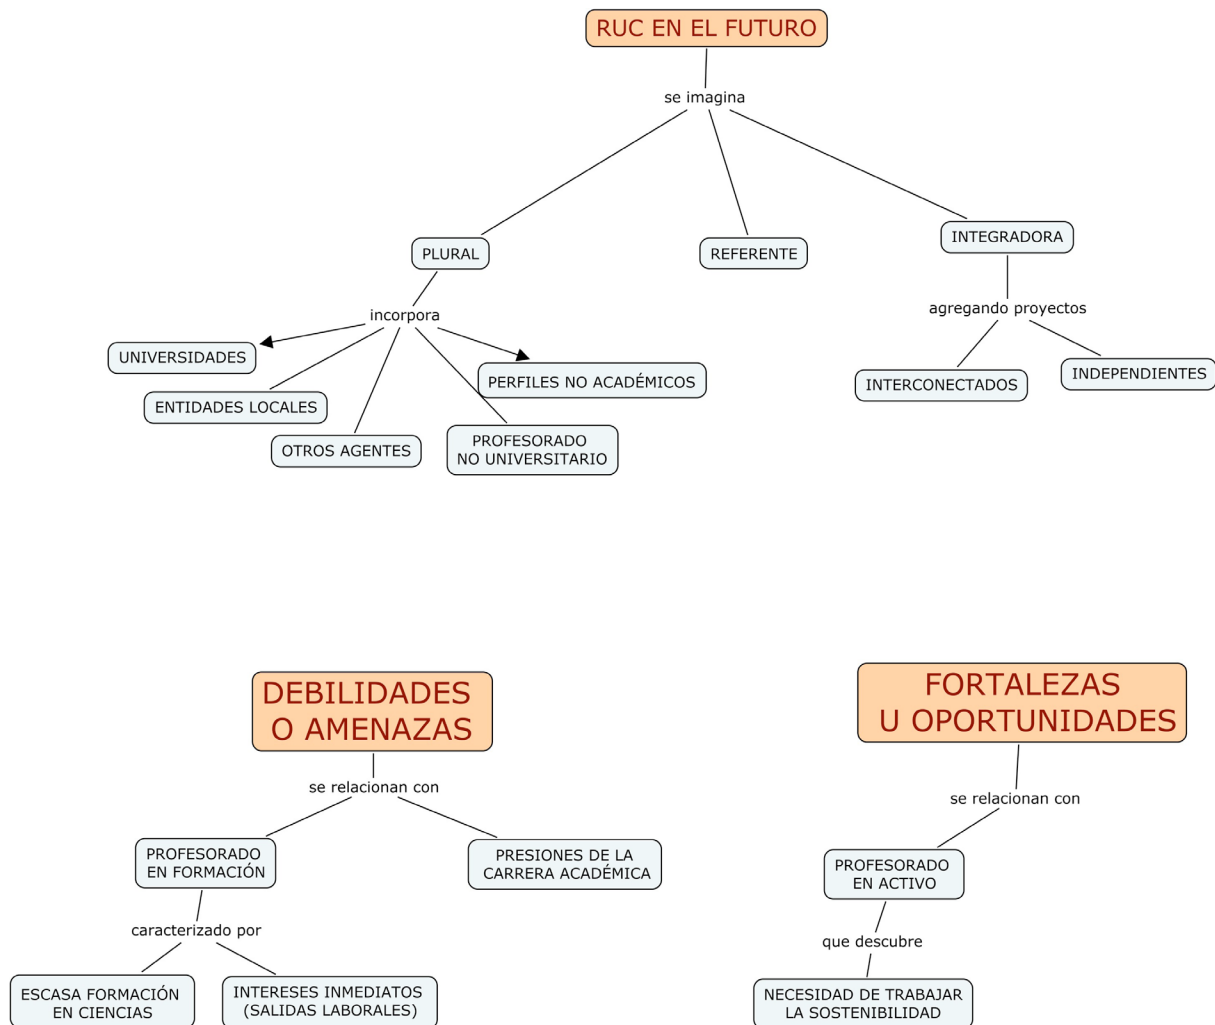 RUC EN EL FUTURO
se imagina
PLURAL
REFERENTE
INTEGRADORA
incorpora
agregando proyectos
UNIVERSIDADES
ENTIDADES LOCALES
OTROS AGENTES
PROFESORADO
NO UNIVERSITARIO
PERFILES NO ACADÉMICOS
INTERCONECTADOS
INDEPENDIENTES
DEBILIDADES
O AMENAZAS
se relacionan con
PROFESORADO
EN FORMACIÓN
PRESIONES DE LA
CARRERA ACADÉMICA
caracterizado por
ESCASA FORMACIÓN
EN CIENCIAS
INTERESES INMEDIATOS
(SALIDAS LABORALES)
FORTALEZAS
U OPORTUNIDADES
se relacionan con
PROFESORADO
EN ACTIVO
que descubre
NECESIDAD DE TRABAJAR
LA SOSTENIBILIDAD